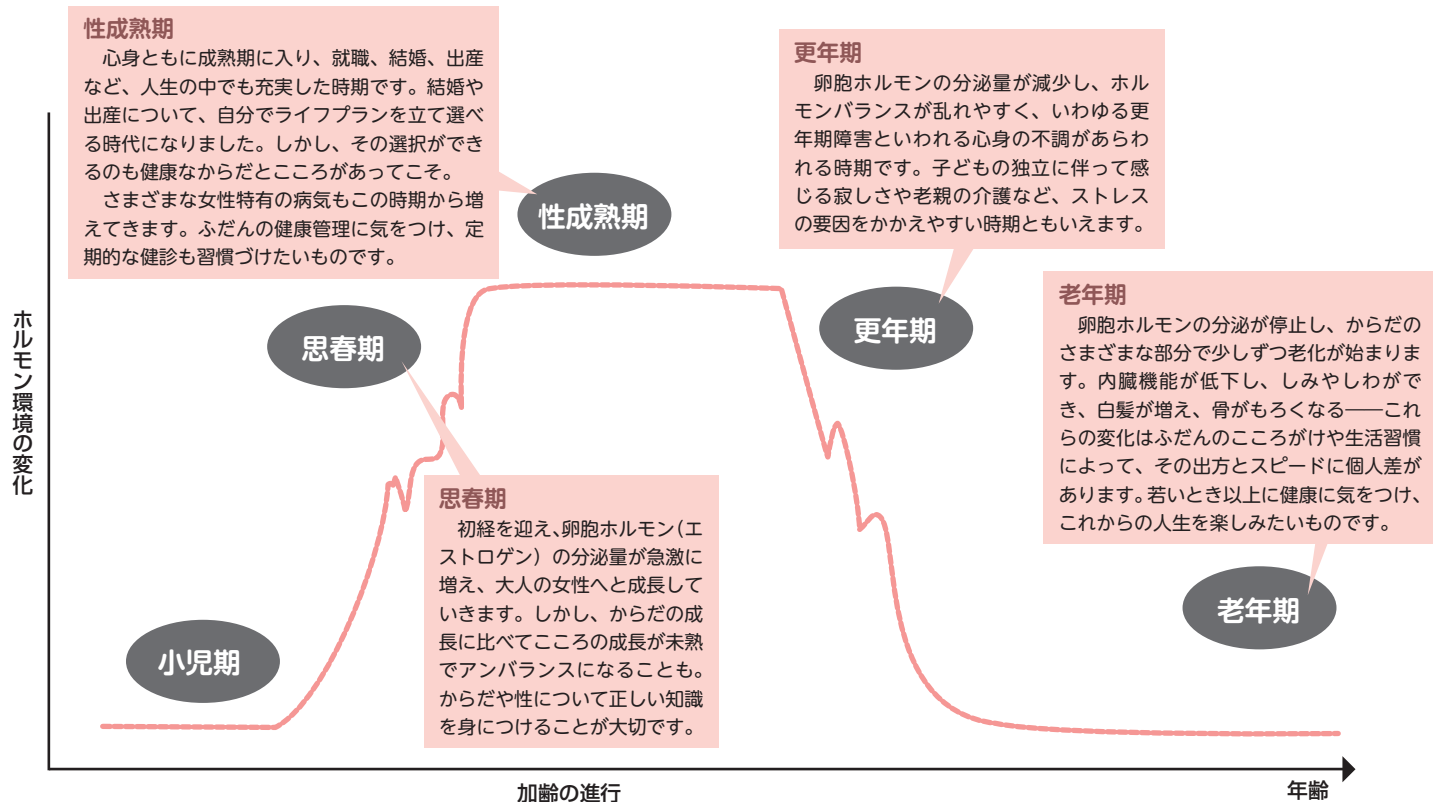 性成熟期
　心身ともに成熟期に入り、就職、結婚、出産
など、人生の中でも充実した時期です。結婚や
出産について、自分でライフプランを立て選べ
る時代になりました。しかし、その選択ができ
るのも健康なからだとこころがあってこそ。
　さまざまな女性特有の病気もこの時期から増
えてきます。ふだんの健康管理に気をつけ、定
期的な健診も習慣づけたいものです。
更年期
　卵胞ホルモンの分泌量が減少し、ホル
モンバランスが乱れやすく、いわゆる更
年期障害といわれる心身の不調があらわ
れる時期です。子どもの独立に伴って感
じる寂しさや老親の介護など、ストレス
の要因をかかえやすい時期ともいえます。
性成熟期
思春期
更年期
老年期
　卵胞ホルモンの分泌が停止し、からだの
さまざまな部分で少しずつ老化が始まりま
す。内臓機能が低下し、しみやしわがで
き、白髪が増え、骨がもろくなる――これ
らの変化はふだんのこころがけや生活習慣
によって、その出方とスピードに個人差が
あります。若いとき以上に健康に気をつけ、
これからの人生を楽しみたいものです。
ホルモン環境の変化
思春期
　初経を迎え、卵胞ホルモン（エ
ストロゲン）の分泌量が急激に
増え、大人の女性へと成長して
いきます。しかし、からだの成
長に比べてこころの成長が未熟
でアンバランスになることも。
からだや性について正しい知識
を身につけることが大切です。
小児期
老年期
加齢の進行
年齢